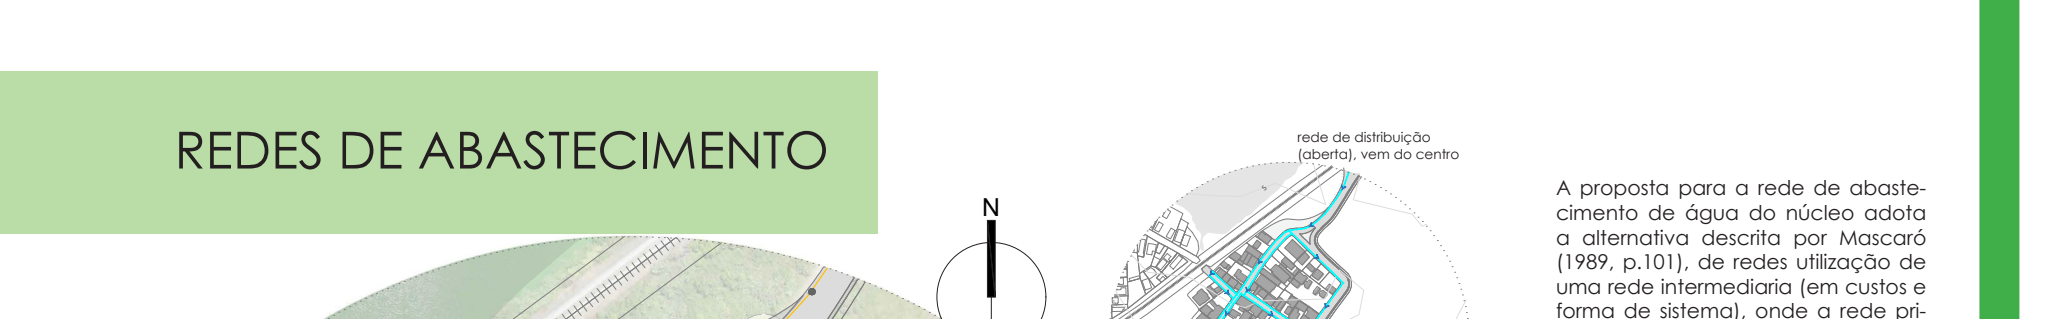 REDES DE ABASTECIMENTO
N
rede de distribuição
(aberta), vem do centro
5
A proposta para a rede de abaste-
cimento de água do núcleo adota
a alternativa descrita por Mascaró
(1989, p.101), de redes utilização de
uma rede intermediaria (em custos e
forma de sistema), onde a rede pri-